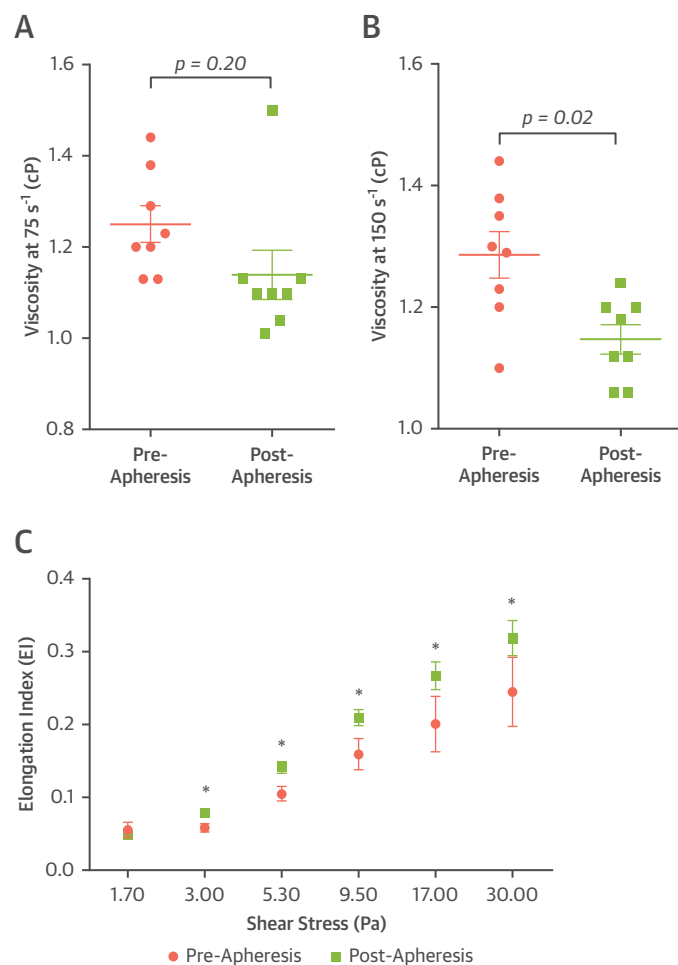 A
Viscosity at 75 s⁻¹ (cP)
1.6
1.4
1.2
1.0
0.8
p = 0.20
Pre-
Apheresis
Post-
Apheresis
B
Viscosity at 150 s⁻¹ (cP)
1.6
1.4
1.2
1.0
p = 0.02
Pre-
Apheresis
Post-
Apheresis
C
Elongation Index (EI)
0.4
0.3
0.2
0.1
0.0
*
*
*
*
*
1.70 3.00 5.30 9.50 17.00 30.00
Shear Stress (Pa)
Pre-Apheresis Post-Apheresis